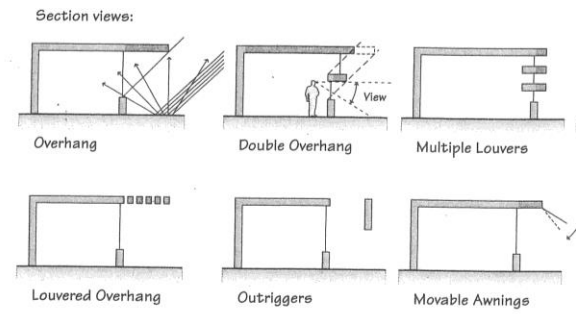 Section views:
View
Overhang
Double Overhang
Multiple Louvers
Louvered Overhang
Outriggers
Movable Awnings